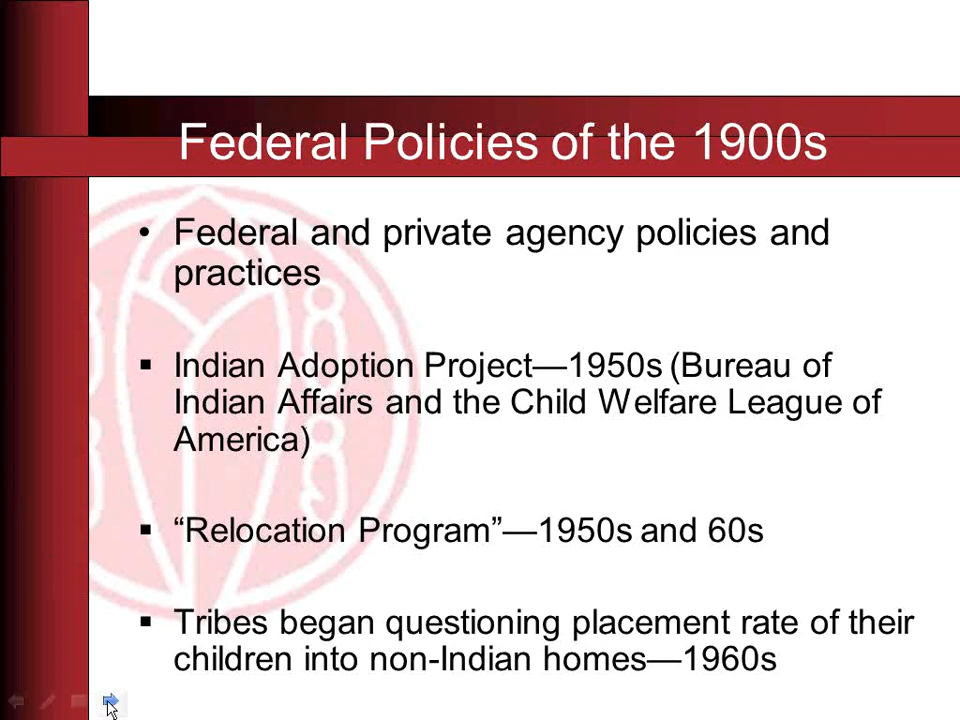 Federal Policies of the 1900s
• Federal and private agency policies and
practices
▪ Indian Adoption Project—1950s (Bureau of
Indian Affairs and the Child Welfare League of
America)
▪ “Relocation Program”—1950s and 60s
▪ Tribes began questioning placement rate of their
children into non-Indian homes—1960s